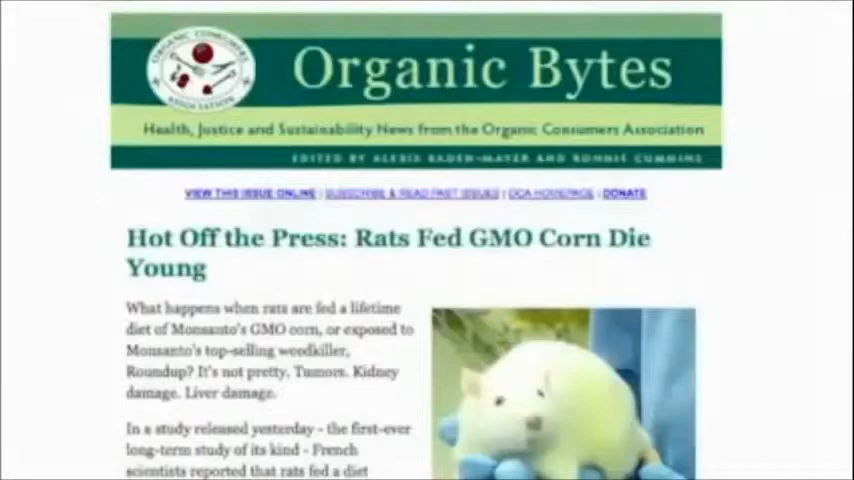 ORGANIC CONSUMERS
ASSOCIATION
Organic Bytes
Health, Justice and Sustainability News from the Organic Consumers Association
EDITED BY ALEXIS BADEN-MAYER AND RONNIE CUMMINS
VIEW THIS ISSUE ONLINE | SUBSCRIBE & READ PAST ISSUES | OCA HOMEPAGE | DONATE
Hot Off the Press: Rats Fed GMO Corn Die
Young
What happens when rats are fed a lifetime
diet of Monsanto's GMO corn, or exposed to
Monsanto's top-selling weedkiller,
Roundup? It's not pretty. Tumors. Kidney
damage. Liver damage.
In a study released yesterday - the first-ever
long-term study of its kind - French
scientists reported that rats fed a diet